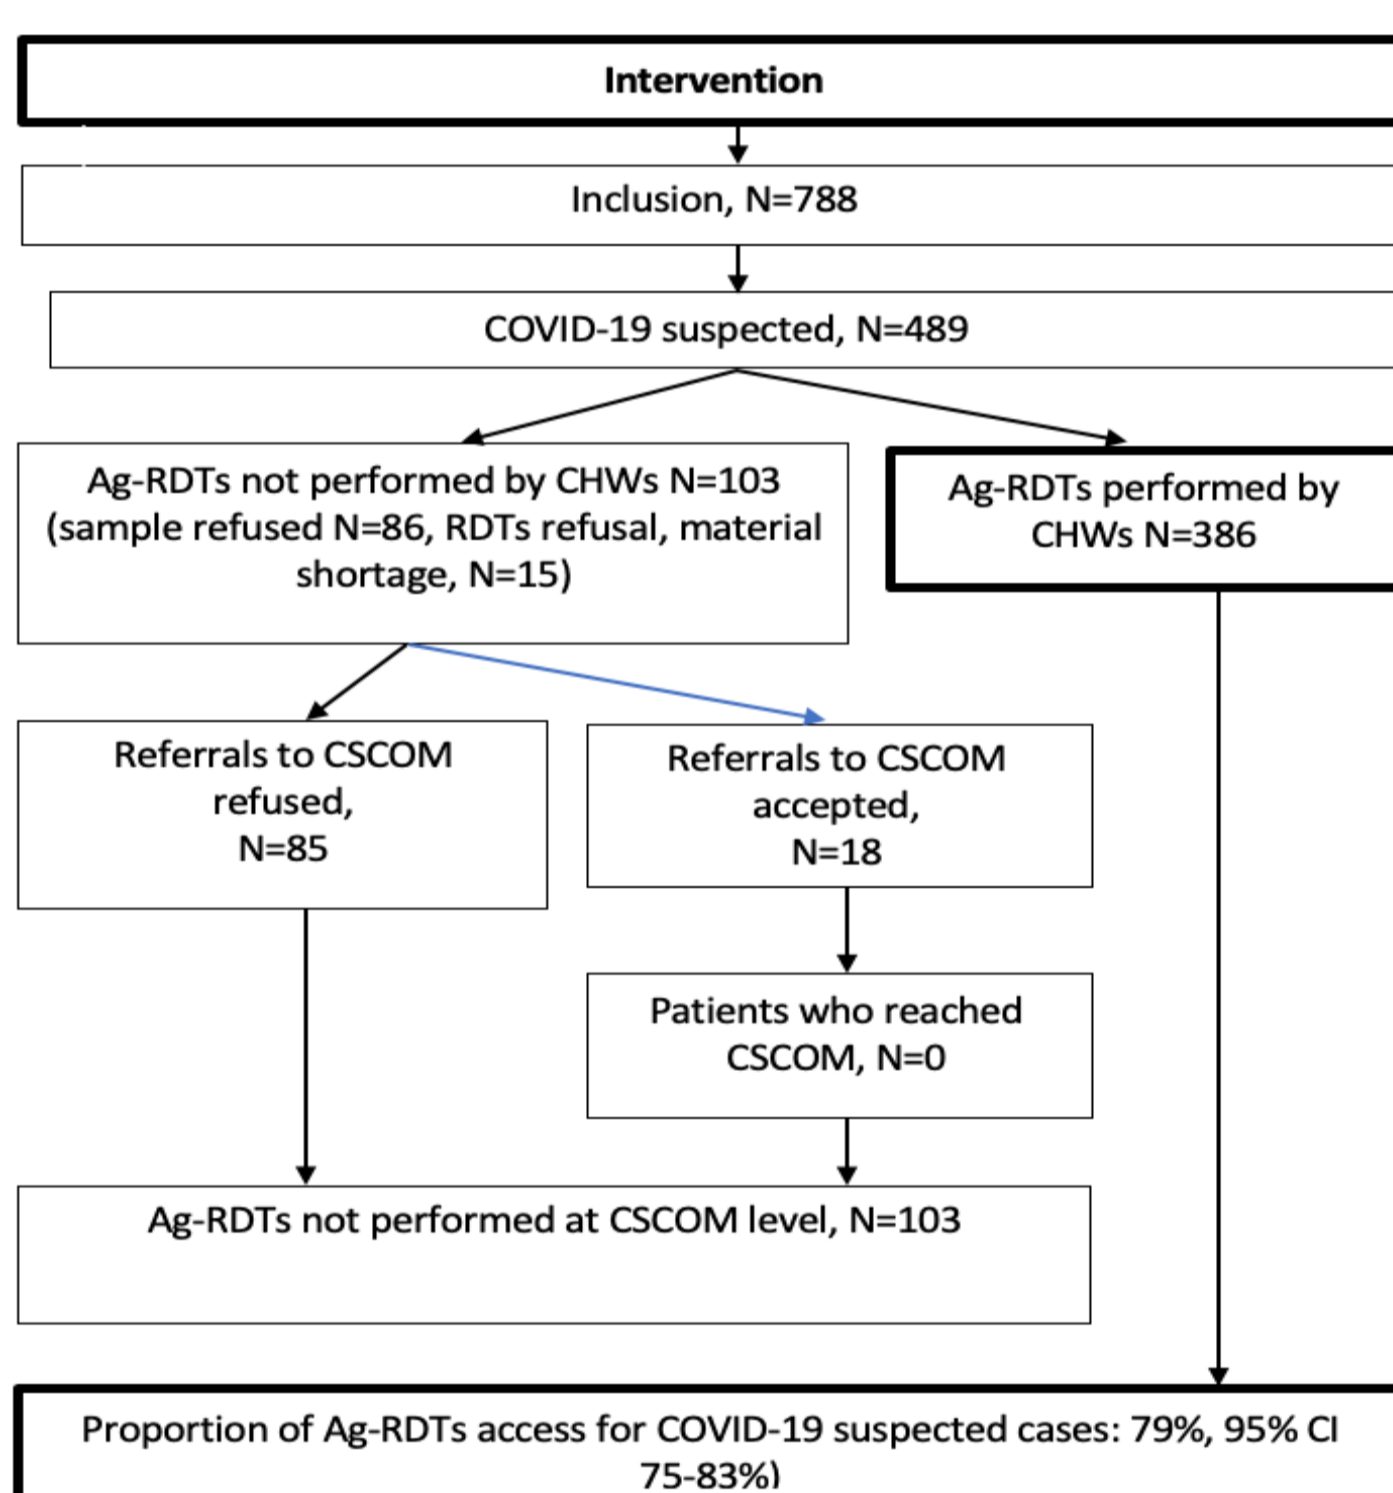 Intervention
Inclusion, N=788
COVID-19 suspected, N=489
Ag-RDTs not performed by CHWs N=103
(sample refused N=86, RDTs refusal, material
shortage, N=15)
Ag-RDTs performed by
CHWs N=386
Referrals to CSCOM
refused,
N=85
Referrals to CSCOM
accepted,
N=18
Patients who reached
CSCOM, N=0
Ag-RDTs not performed at CSCOM level, N=103
Proportion of Ag-RDTs access for COVID-19 suspected cases: 79%, 95% CI
75-83%)